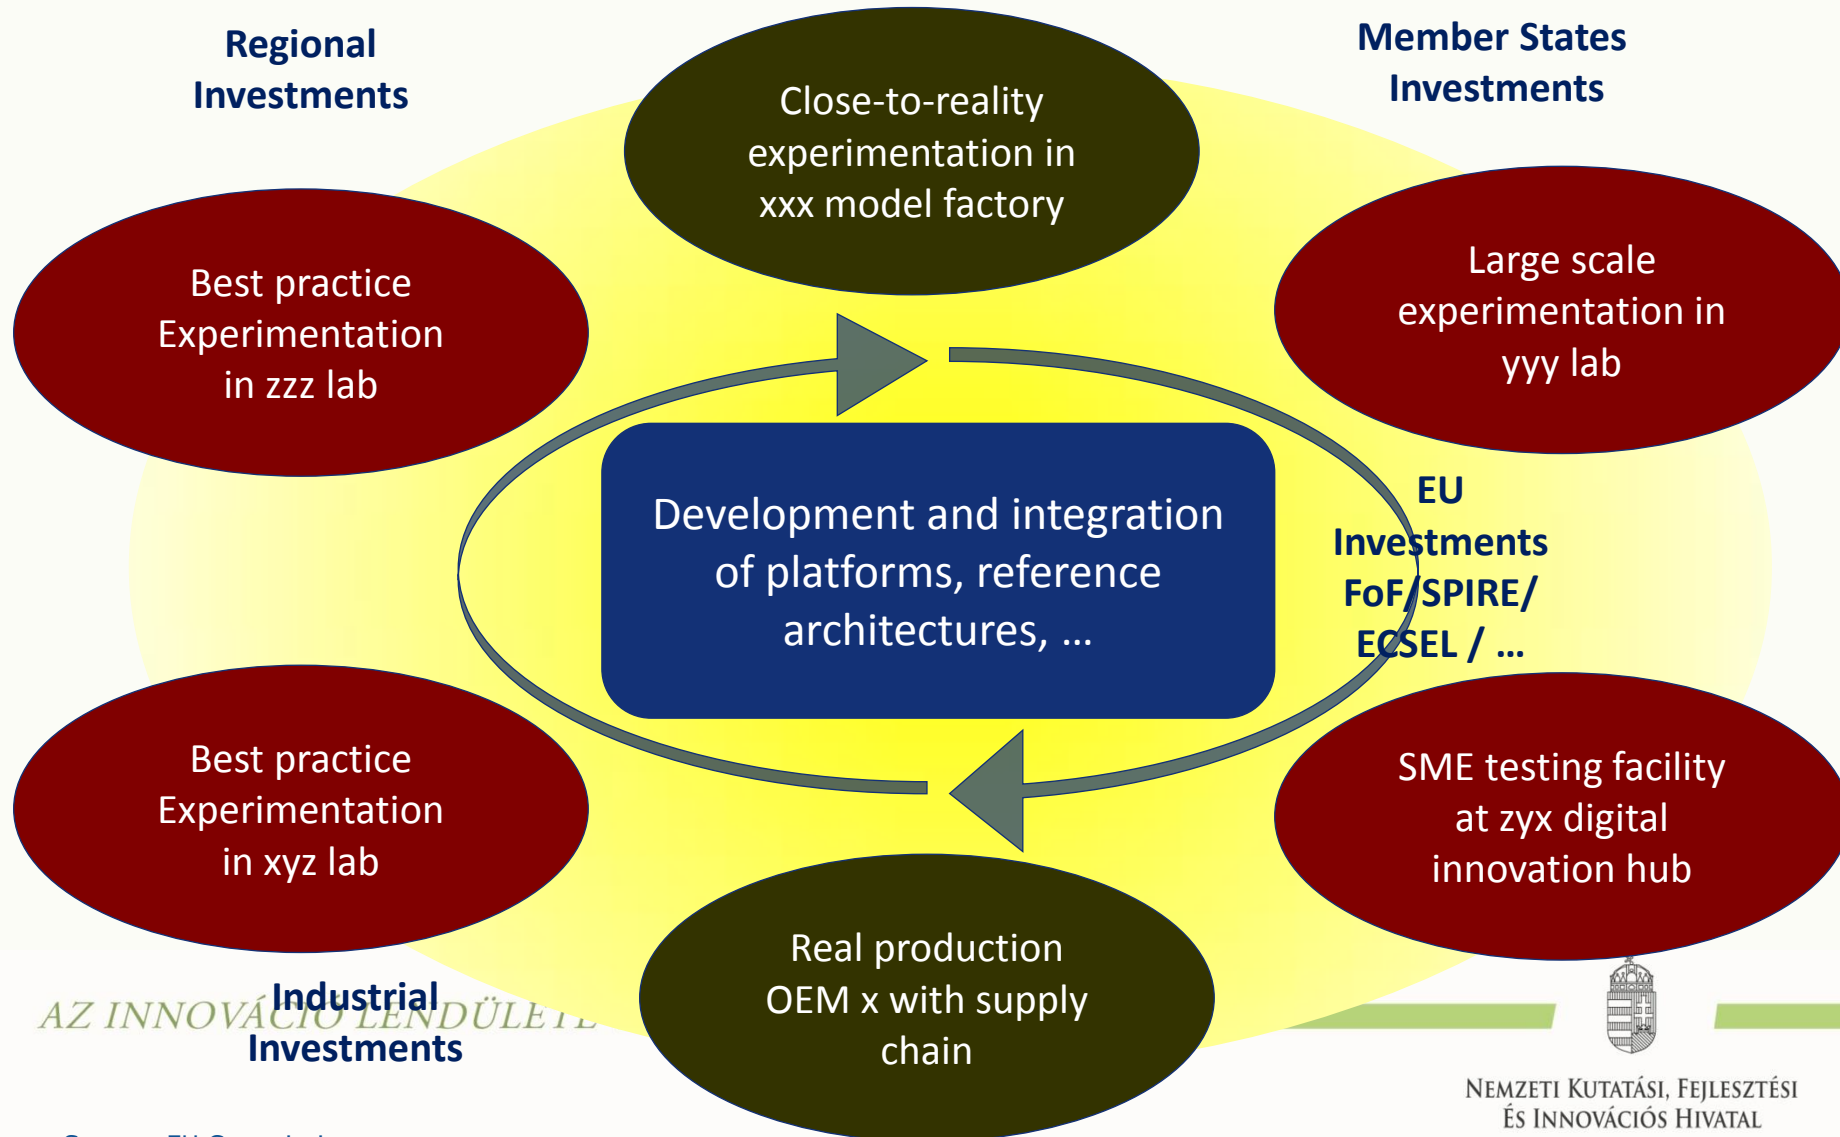 Regional
Investments
Member States
Investments
Close-to-reality
experimentation in
xxx model factory
Best practice
Experimentation
in zzz lab
Large scale
experimentation in
yyy lab
Development and integration
of platforms, reference
architectures, ...
EU
Investments
FoF/SPIRE/
ECSEL / ...
Best practice
Experimentation
in xyz lab
SME testing facility
at zyx digital
innovation hub
Real production
OEM x with supply
chain
AZ INNOVÁCIÓ LENDÜLETE
Industrial
Investments
NEMZETI KUTATÁSI, FEJLESZTÉSI
ÉS INNOVÁCIÓS HIVATAL